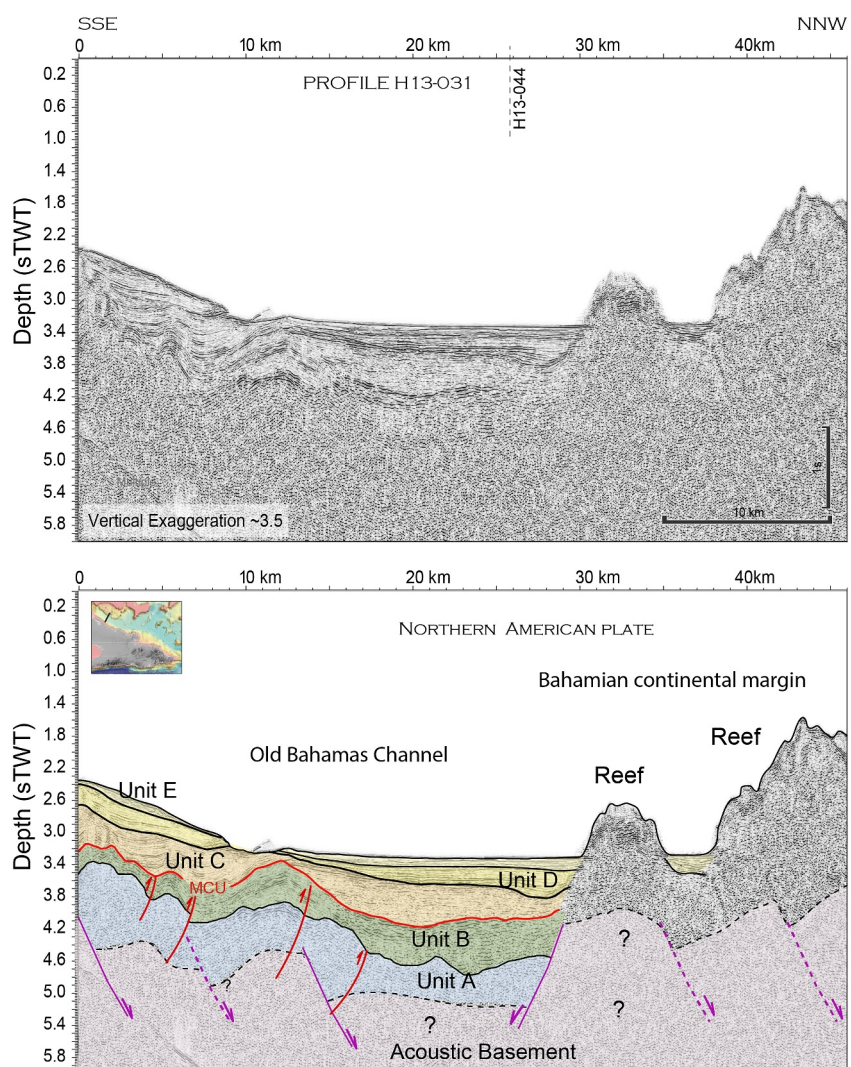 SSE NNW
0 10 km 20 km 30 km 40km
PROFILE H13-031
H13-044
Depth (sTWT)
0.2
0.6
1.0
1.4
1.8
2.2
2.6
3.0
3.4
3.8
4.2
4.6
5.0
5.4
5.8
1s
10 km
Vertical Exaggeration ~3.5
0 10 km 20 km 30 km 40km
Depth (sTWT)
0.2
0.6
1.0
1.4
1.8
2.2
2.6
3.0
3.4
3.8
4.2
4.6
5.0
5.4
5.8
NORTHERN AMERICAN PLATE
Bahamian continental margin
Old Bahamas Channel
Reef
Reef
Unit E
Unit C
MCU
Unit D
Unit B
?
Unit A
?
?
?
Acoustic Basement